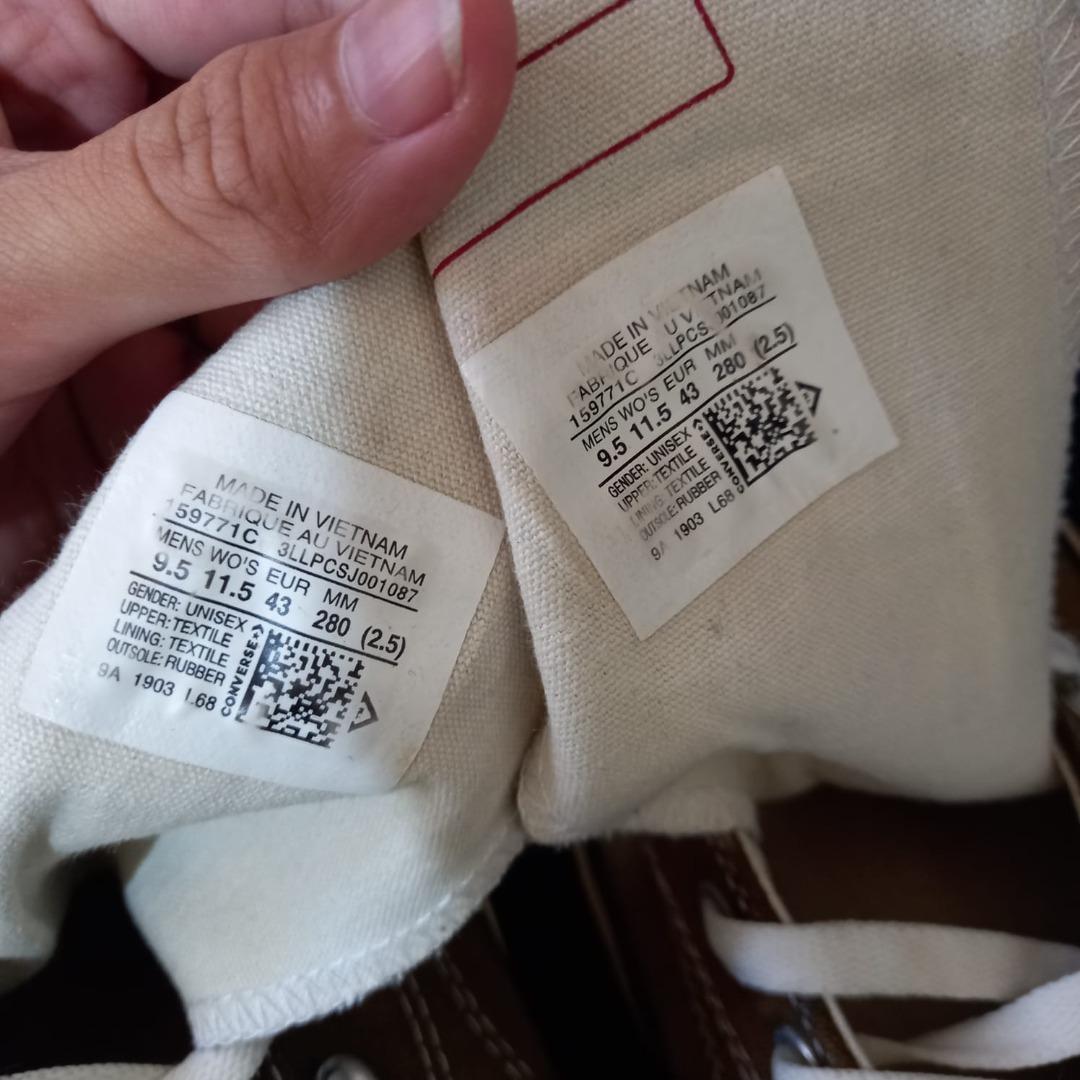 MADE IN VIETNAM
FABRIQUE AU VIETNAM
159771C 3LLPCSJ001087
MENS WO'S EUR MM
9.5 11.5 43 280 (2.5)
GENDER: UNISEX
UPPER: TEXTILE
LINING: TEXTILE
OUTSOLE: RUBBER
CONVERSE
9A 1903 L68
MADE IN TNAM
159771C LLPCS 001087
MENS WO'S EUR MM
9.5 11.5 43 280 (2.5)
GENDER: UNISEX
UPPER: TEXTILE
LINING: TEXTILE
OUTSOLE: RUBBER
CONVERSE
1903 L68